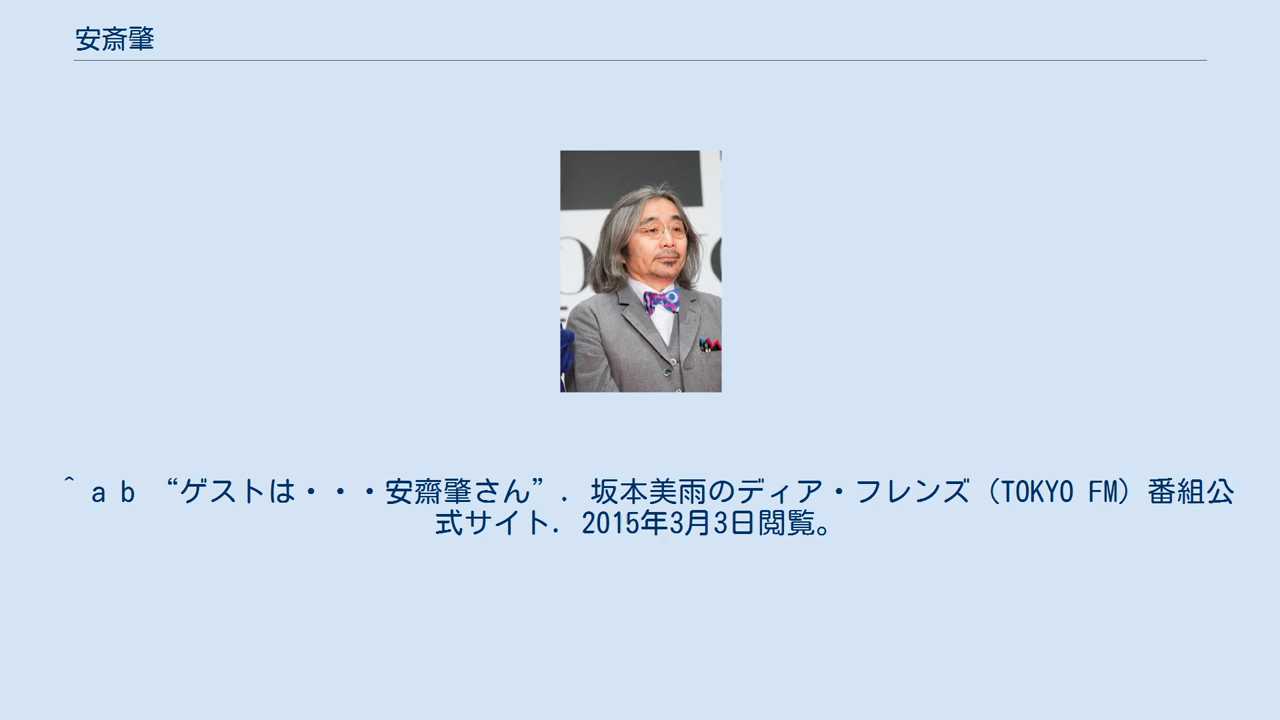 安斎肇
^ a b “ゲストは・・・安齋肇さん”. 坂本美雨のディア・フレンズ（TOKYO FM）番組公
式サイト. 2015年3月3日閲覧。